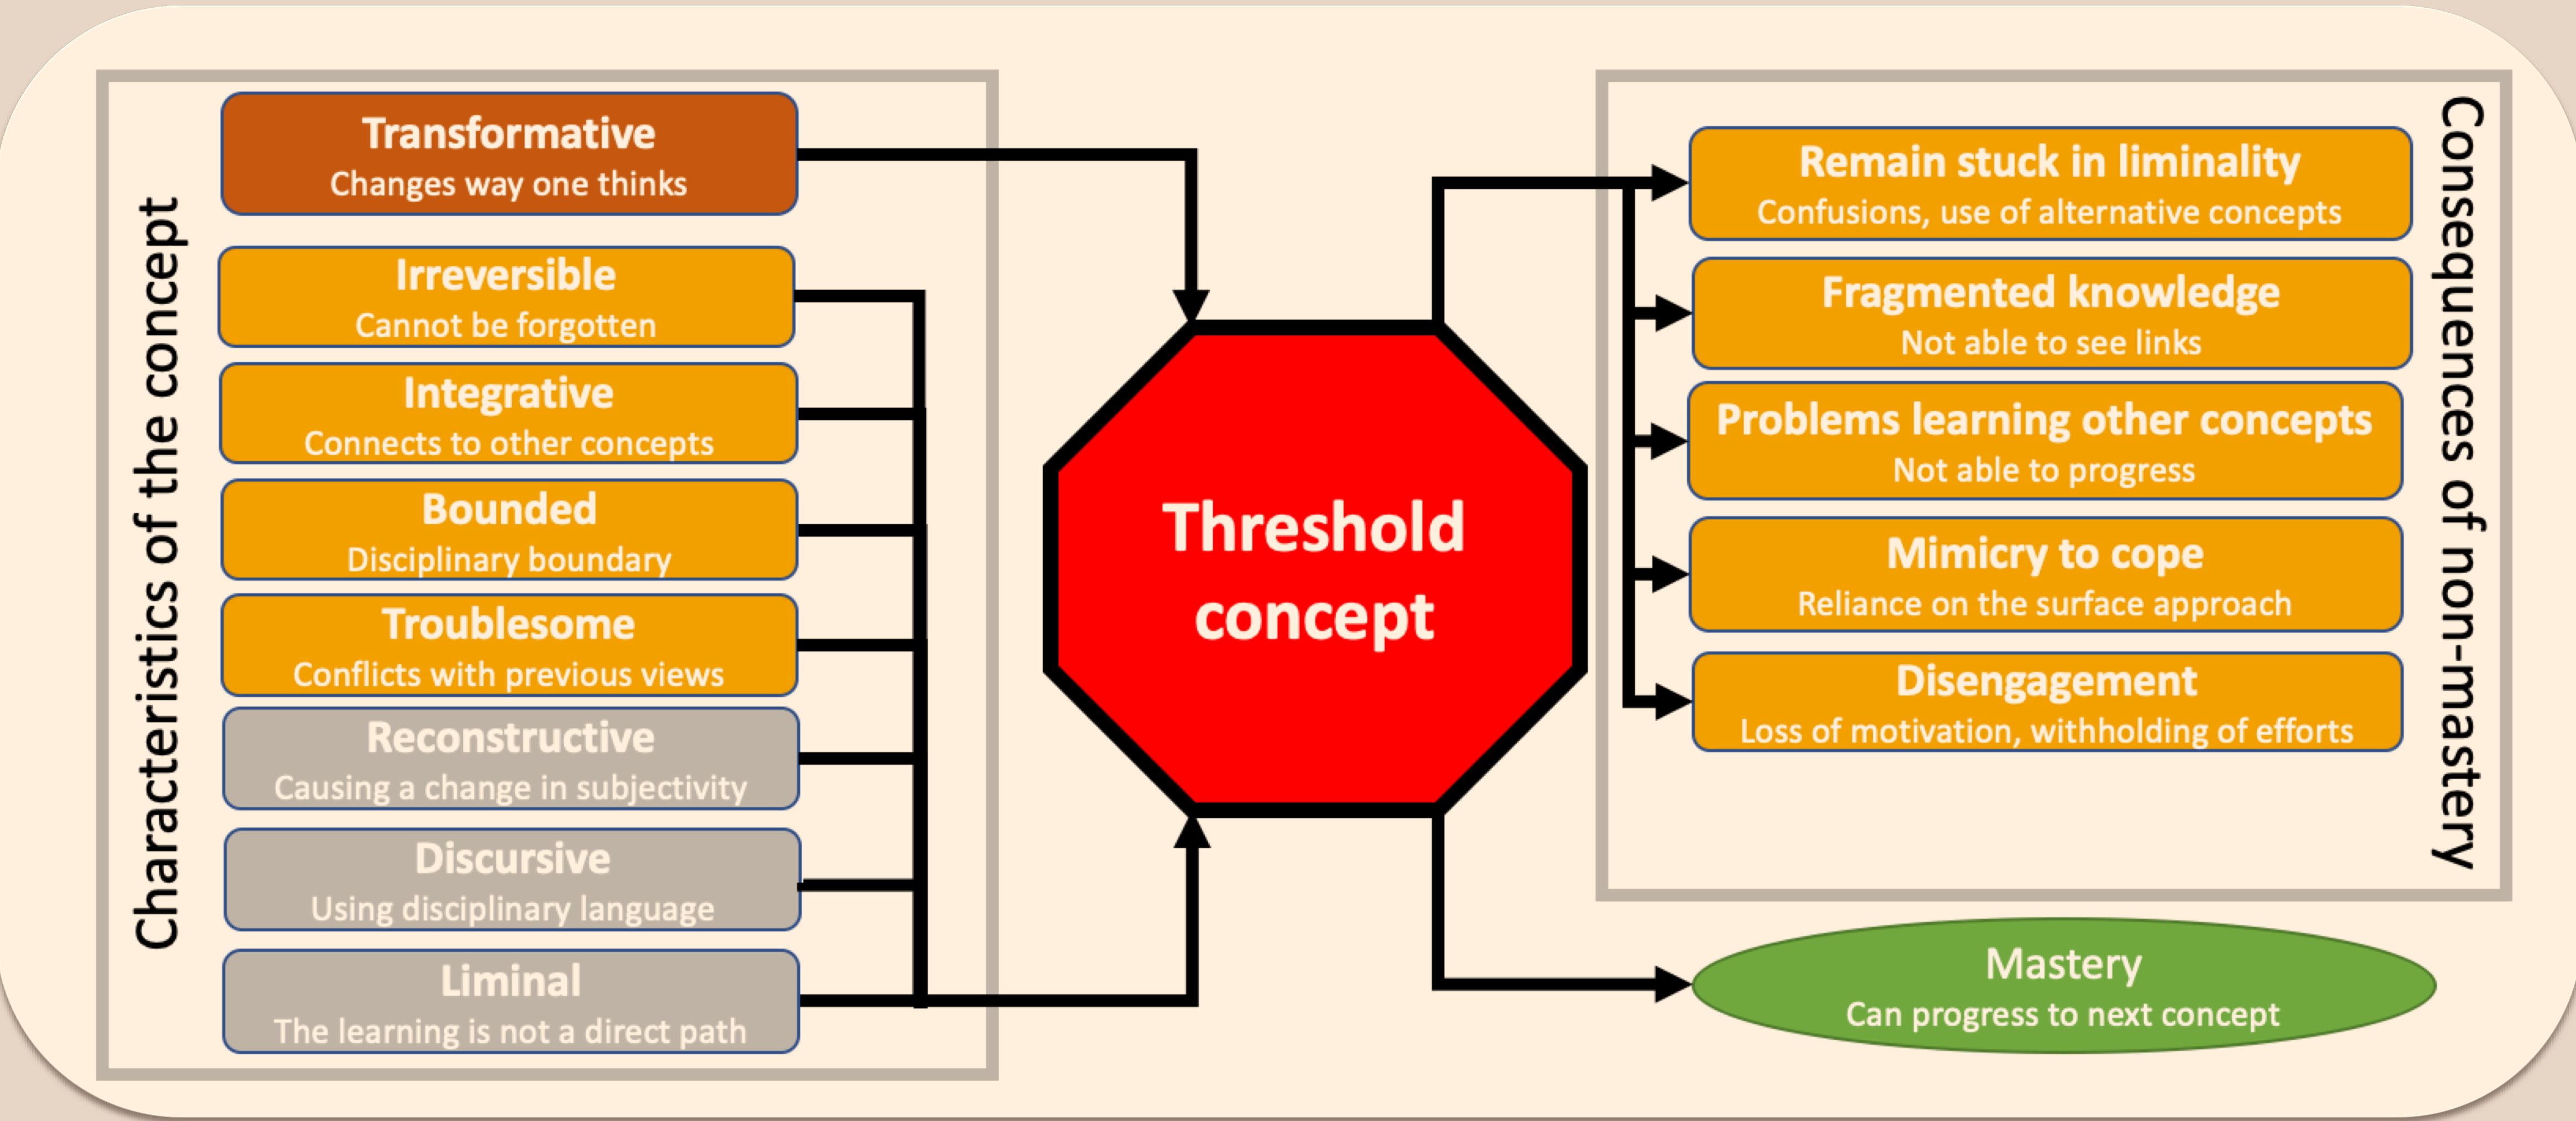 Characteristics of the concept
Transformative
Changes way one thinks
Irreversible
Cannot be forgotten
Integrative
Connects to other concepts
Bounded
Disciplinary boundary
Troublesome
Conflicts with previous views
Reconstructive
Causing a change in subjectivity
Discursive
Using disciplinary language
Liminal
The learning is not a direct path
Threshold
concept
Consequences of non-mastery
Remain stuck in liminality
Confusions, use of alternative concepts
Fragmented knowledge
Not able to see links
Problems learning other concepts
Not able to progress
Mimicry to cope
Reliance on the surface approach
Disengagement
Loss of motivation, withholding of efforts
Mastery
Can progress to next concept